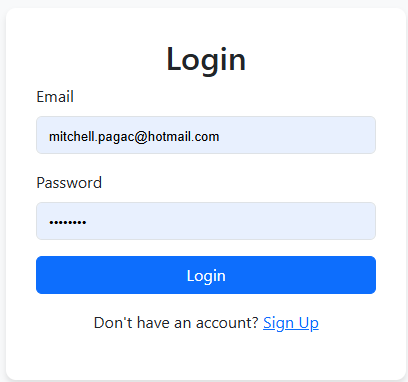 Login
Email
mitchell.pagac@hotmail.com
Password
••••••••
Login
Don't have an account? Sign Up